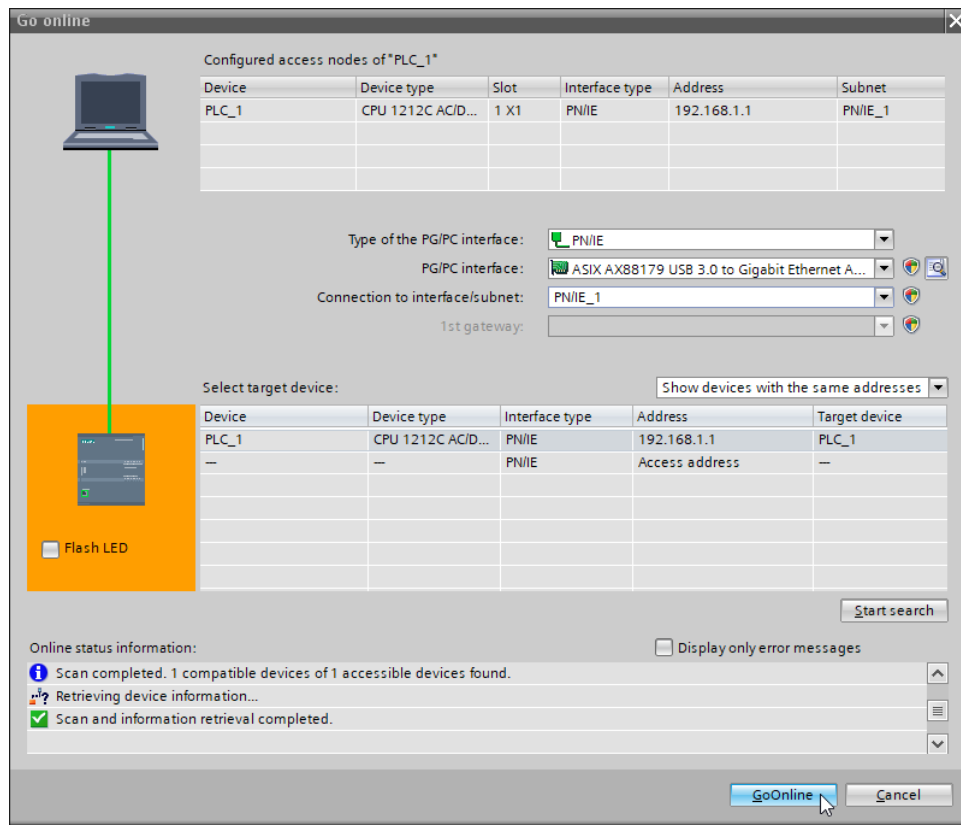 Go online
Configured access nodes of "PLC_1"
Device Device type Slot Interface type Address Subnet
PLC_1 CPU 1212C AC/D... 1 X1 PN/IE 192.168.1.1 PN/IE_1
Type of the PG/PC interface: PN/IE
PG/PC interface: ASIX AX88179 USB 3.0 to Gigabit Ethernet A...
Connection to interface/subnet: PN/IE_1
1st gateway:
Select target device: Show devices with the same addresses
Device Device type Interface type Address Target device
PLC_1 CPU 1212C AC/D... PN/IE 192.168.1.1 PLC_1
— — PN/IE Access address —
Flash LED
Start search
Online status information: Display only error messages
Scan completed. 1 compatible devices of 1 accessible devices found.
Retrieving device information...
Scan and information retrieval completed.
GoOnline Cancel